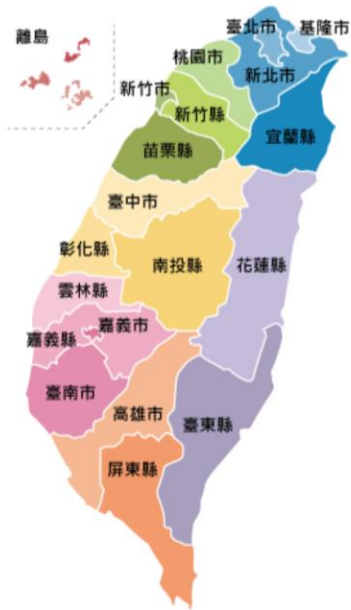 離島
臺北市
基隆市
桃園市
新北市
新竹市
新竹縣
宜蘭縣
苗栗縣
臺中市
彰化縣
南投縣
花蓮縣
雲林縣
嘉義市
嘉義縣
臺南市
高雄市
臺東縣
屏東縣